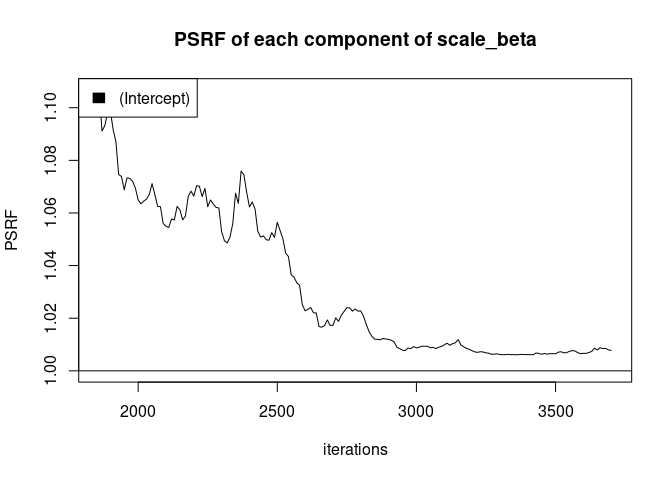 PSRF of each component of scale_beta
(Intercept)
PSRF
1.10
1.08
1.06
1.04
1.02
1.00
2000
2500
3000
3500
iterations